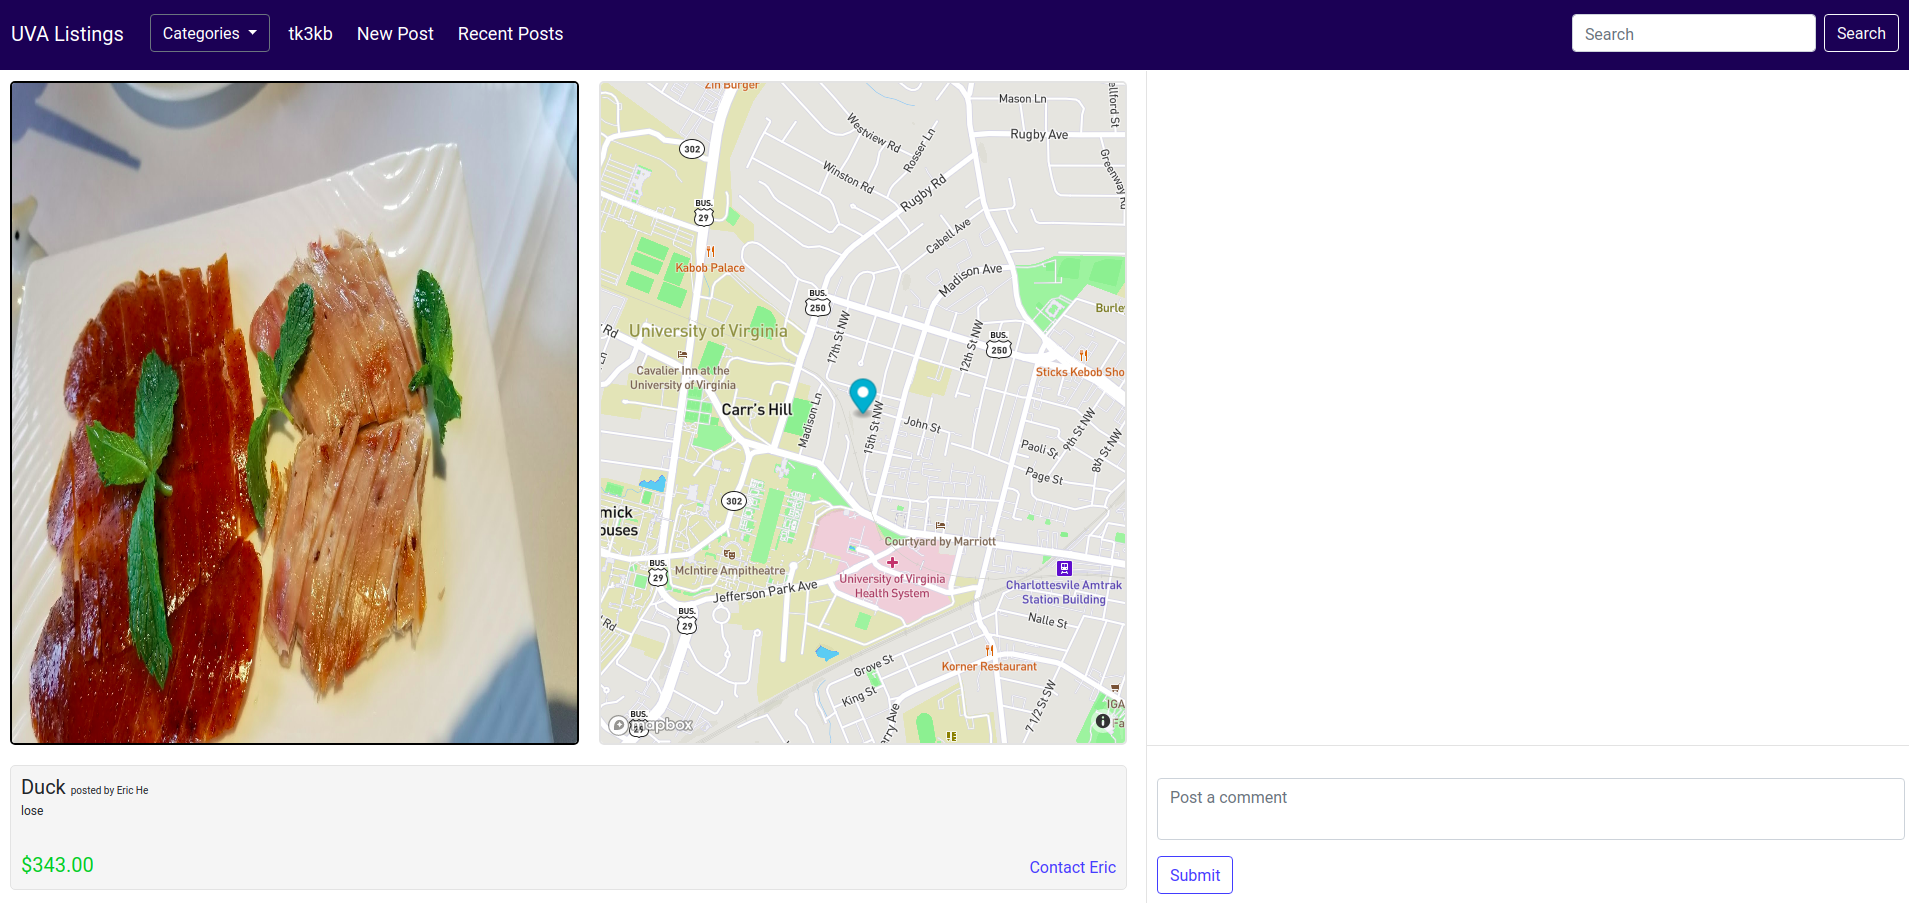 UVA Listings
Categories
tk3kb
New Post
Recent Posts
Search
Search
Zin Burger
Mason Ln
Rugby Ave
Westview Rd
Rosser Ln
302
Winston Rd
Greenway Rd
Rugby Rd
BUS.
29
Cabell Ave
Kabob Palace
Madison Ave
BUS.
250
University of Virginia
17th St NW
12th St NW
BUS.
250
Cavalier Inn at the
University of Virginia
Sticks Kebob Sho
Carr's Hill
Madison Ln
15th St NW
John St
9th St NW
8th St NW
Paoli St
Page St
302
mick
ouses
Courtyard by Marriott
McIntire Ampitheatre
BUS.
29
University of Virginia
Health System
Charlottesvile Amtrak
Station Building
Jefferson Park Ave
BUS.
29
Nalle St
Rd
Grove St
Korner Restaurant
King St
7 1/2 St SW
IGA
Fa
rry Ave
BUS.
29
mapbox
Duck posted by Eric He
lose
$343.00
Contact Eric
Post a comment
Submit